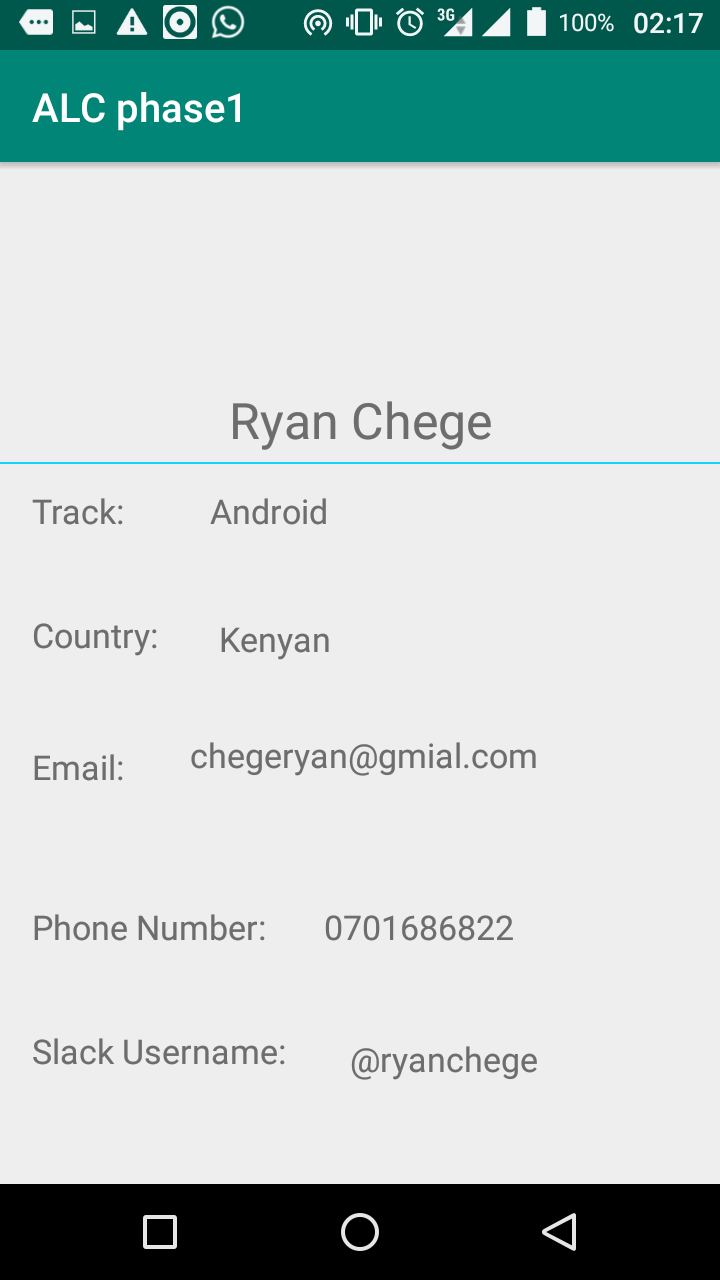 3G 100% 02:17
ALC phase1
Ryan Chege
Track: Android
Country: Kenyan
Email: chegeryan@gmial.com
Phone Number: 0701686822
Slack Username: @ryanchege